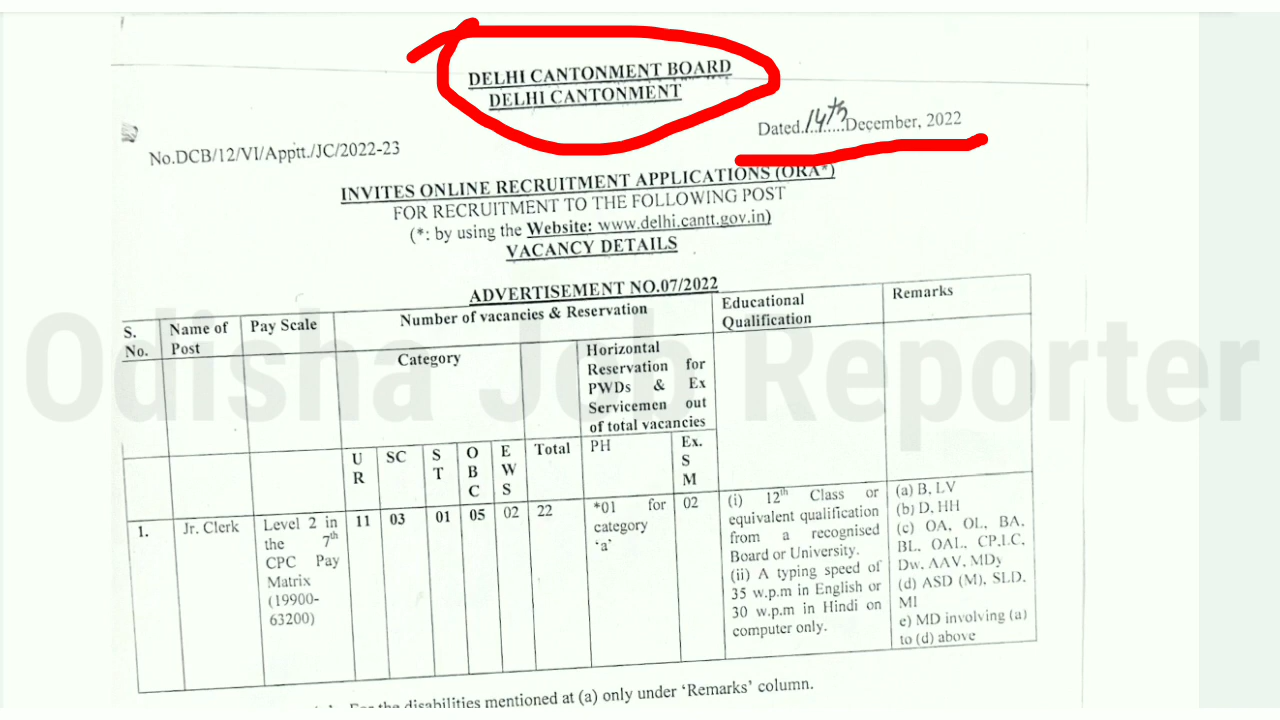 DELHI CANTONMENT BOARD
DELHI CANTONMENT
Dated.14th December, 2022
No.DCB/12/VI/Apptt./JC/2022-23
INVITES ONLINE RECRUITMENT APPLICATIONS (ORA*)
FOR RECRUITMENT TO THE FOLLOWING POST
(*: by using the Website: www.delhi.cantt.gov.in)
VACANCY DETAILS
ADVERTISEMENT NO.07/2022
S. No.
Name of Post
Pay Scale
Number of vacancies & Reservation
Educational Qualification
Remarks
Category
Horizontal
Reservation for
PWDs & Ex
Servicemen out
of total vacancies
UR
SC
ST
OBC
EWS
Total
PH
Ex. SM
1.
Jr. Clerk
Level 2 in
the 7th
CPC Pay
Matrix
(19900-
63200)
11
03
01
05
02
22
*01 for
category
'a'
02
(i) 12th Class or
equivalent qualification
from a recognised
Board or University.
(ii) A typing speed of
35 w.p.m in English or
30 w.p.m in Hindi on
computer only.
(a) B, LV
(b) D, HH
(c) OA, OL, BA,
BL, OAL, CP,LC,
Dw, AAV, MDy
(d) ASD (M), SLD,
MI
e) MD involving (a)
to (d) above
For the disabilities mentioned at (a) only under 'Remarks' column.
Odisha Job Reporter